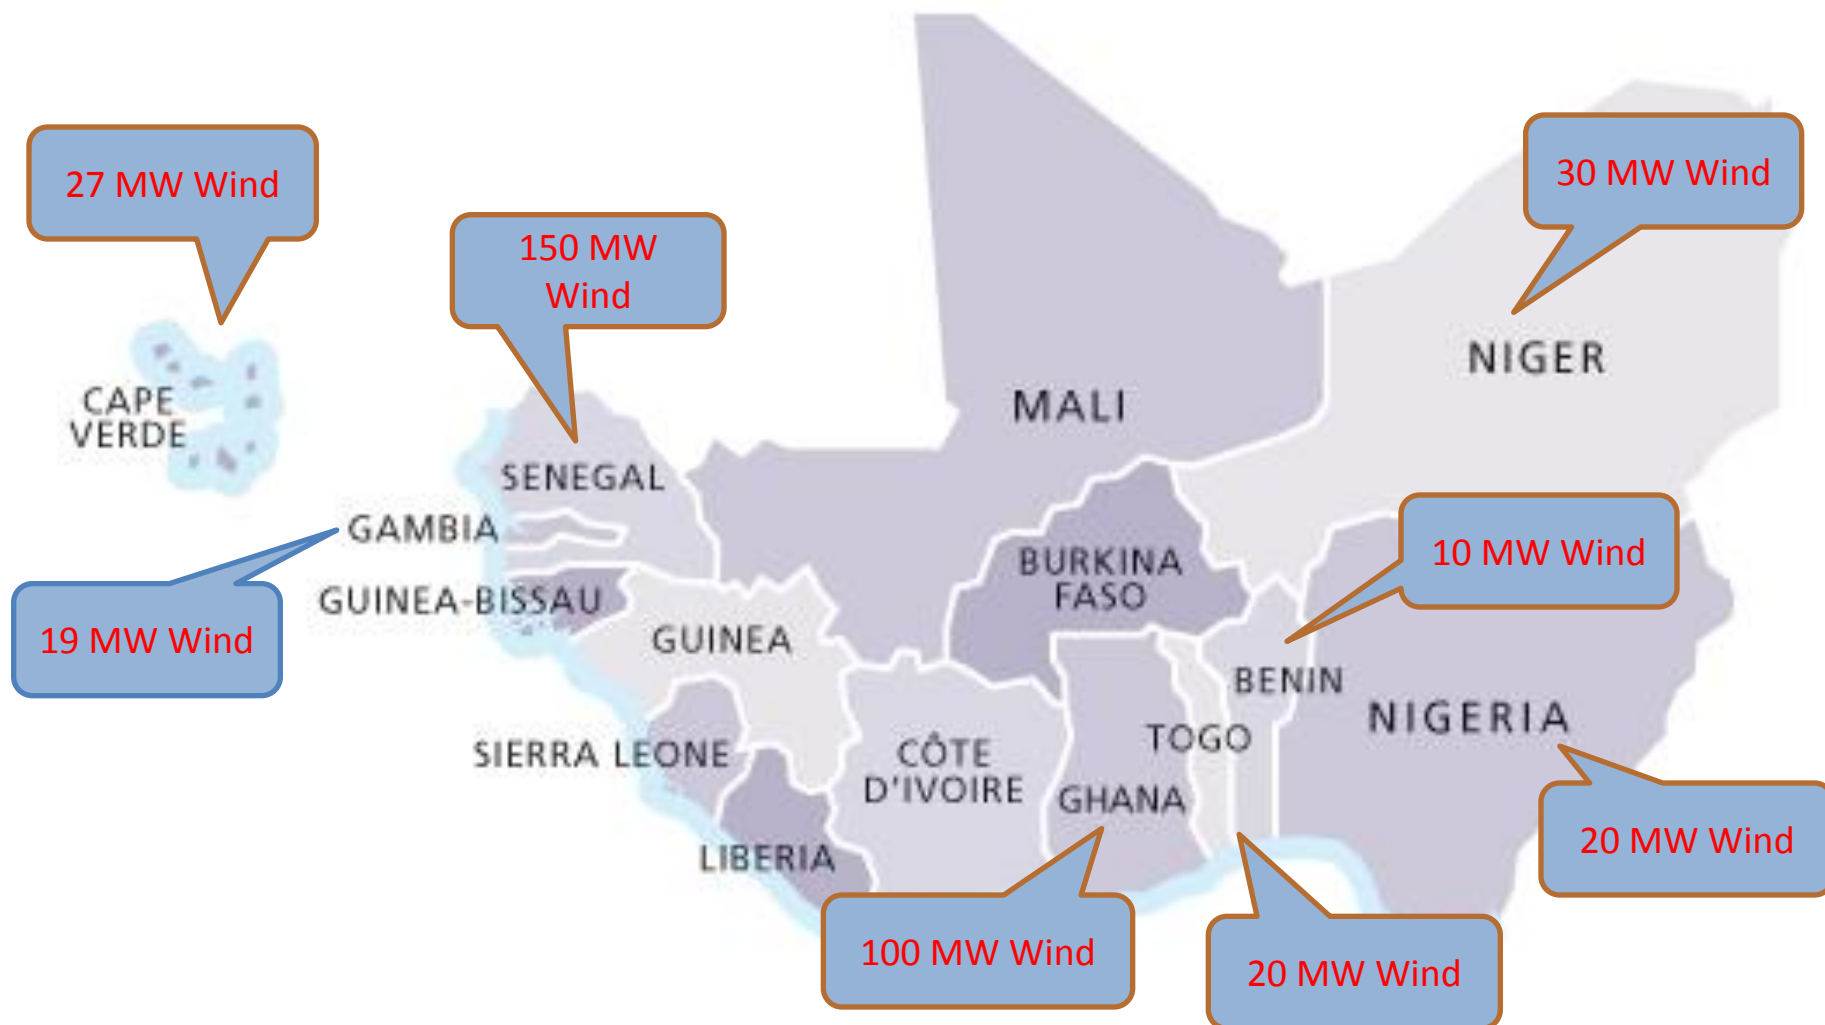 27 MW Wind
30 MW Wind
150 MW
Wind
NIGER
CAPE
VERDE
MALI
SENEGAL
GAMBIA
10 MW Wind
BURKINA
FASO
GUINEA-BISSAU
19 MW Wind
GUINEA
BENIN
NIGERIA
SIERRA LEONE
CÔTE
D'IVOIRE
TOGO
GHANA
LIBERIA
20 MW Wind
100 MW Wind
20 MW Wind